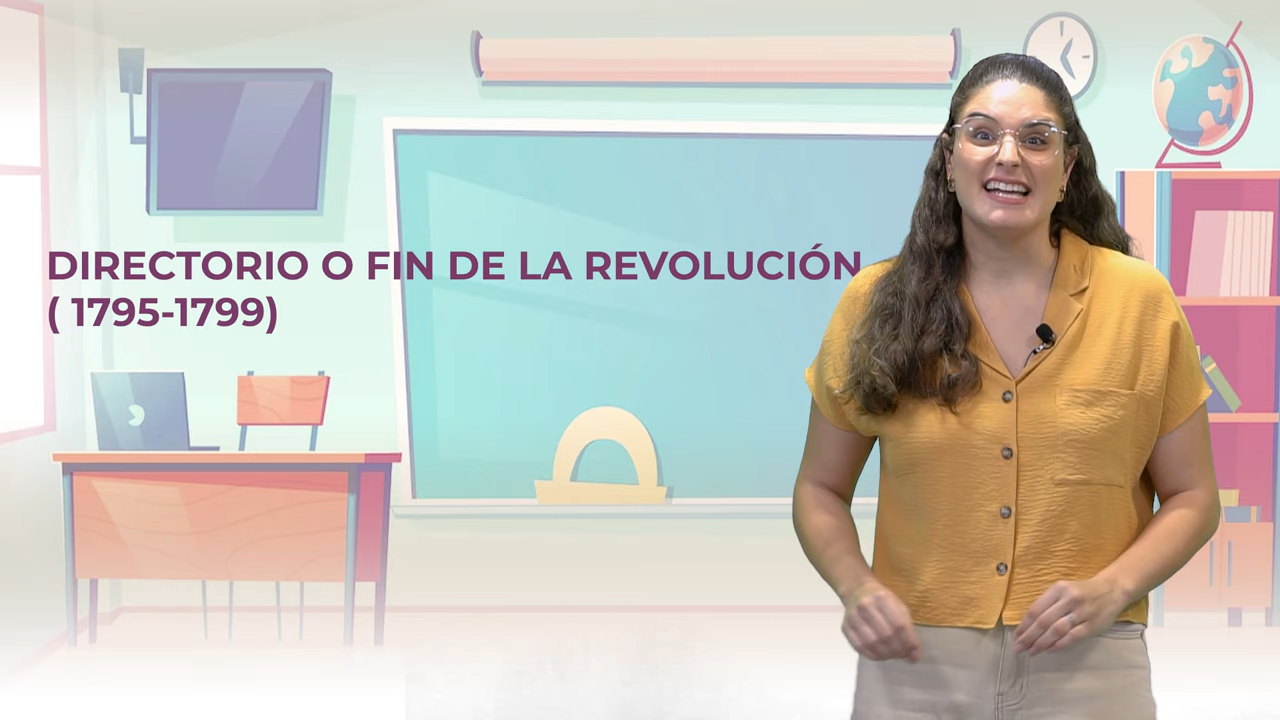 DIRECTORIO O FIN DE LA REVOLUCIÓN
( 1795-1799)